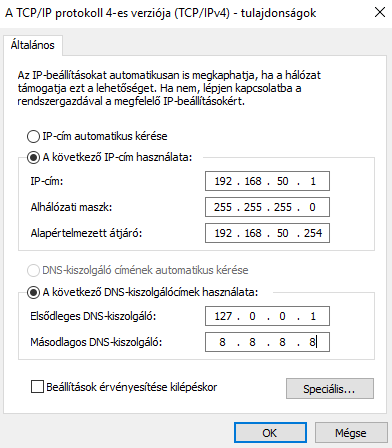 A TCP/IP protokoll 4-es verziója (TCP/IPv4) - tulajdonságok
Általános
Az IP-beállításokat automatikusan is megkaphatja, ha a hálózat
támogatja ezt a lehetőséget. Ha nem, lépjen kapcsolatba a
rendszergazdával a megfelelő IP-beállításokért.
IP-cím automatikus kérése
A következő IP-cím használata:
IP-cím: 192 . 168 . 50 . 1
Alhálózati maszk: 255 . 255 . 255 . 0
Alapértelmezett átjáró: 192 . 168 . 50 . 254
DNS-kiszolgáló címének automatikus kérése
A következő DNS-kiszolgálócímek használata:
Elsődleges DNS-kiszolgáló: 127 . 0 . 0 . 1
Másodlagos DNS-kiszolgáló: 8 . 8 . 8 . 8
Beállítások érvényesítése kilépéskor
Speciális...
OK Mégse